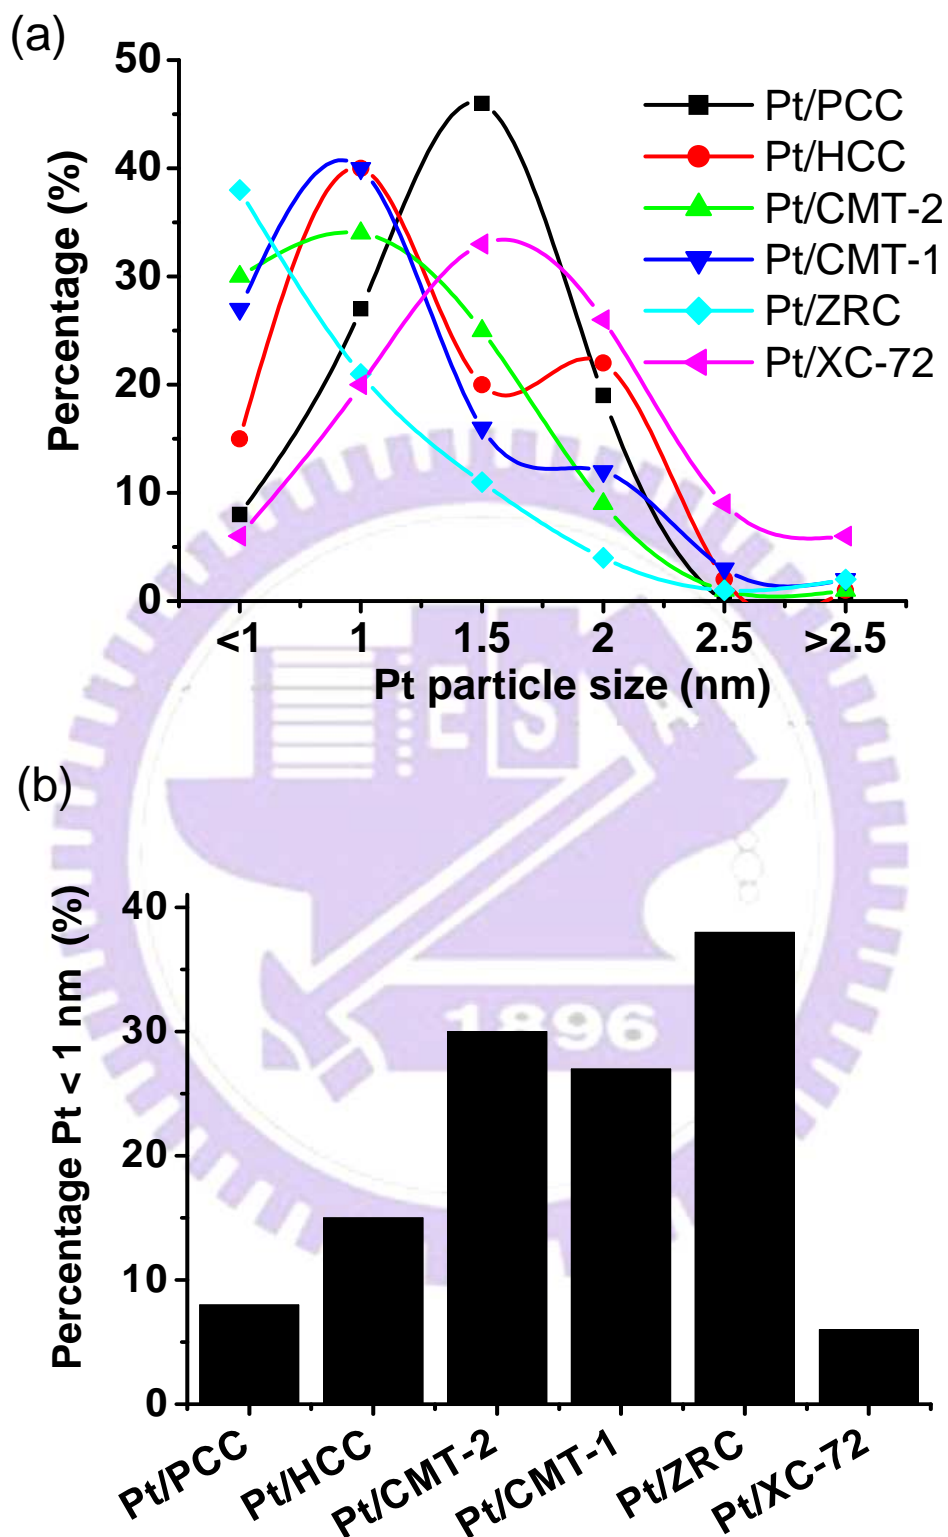 (a)
50
40
30
20
10
0
Percentage (%)
Pt/PCC
Pt/HCC
Pt/CMT-2
Pt/CMT-1
Pt/ZRC
Pt/XC-72
<1 1 1.5 2 2.5 >2.5
Pt particle size (nm)
E S A
(b)
40
30
20
10
0
Percentage Pt < 1 nm (%)
1896
Pt/PCC Pt/HCC Pt/CMT-2 Pt/CMT-1 Pt/ZRC Pt/XC-72